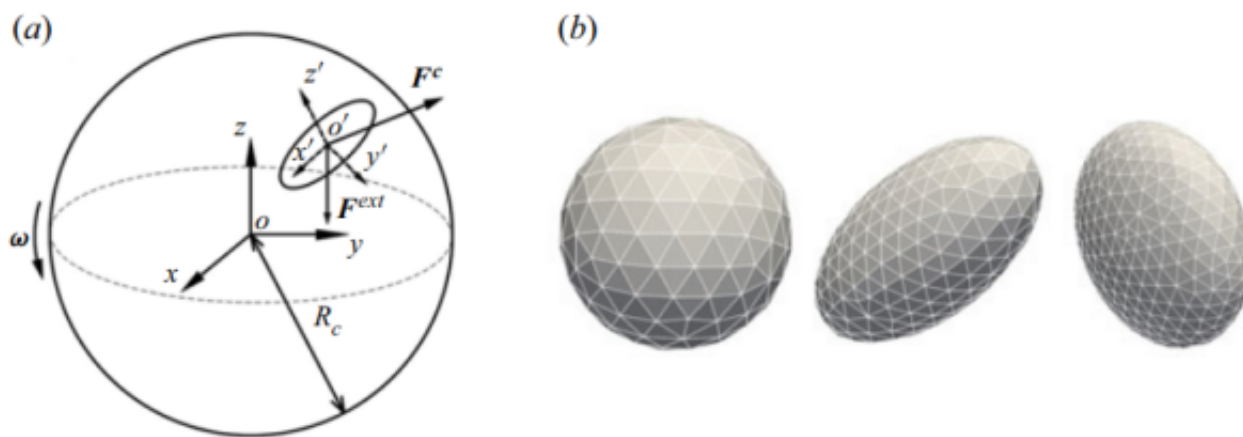 (a)
(b)
z′
F^c
o′
x′
y′
z
F^ext
ω
o
y
x
R_c